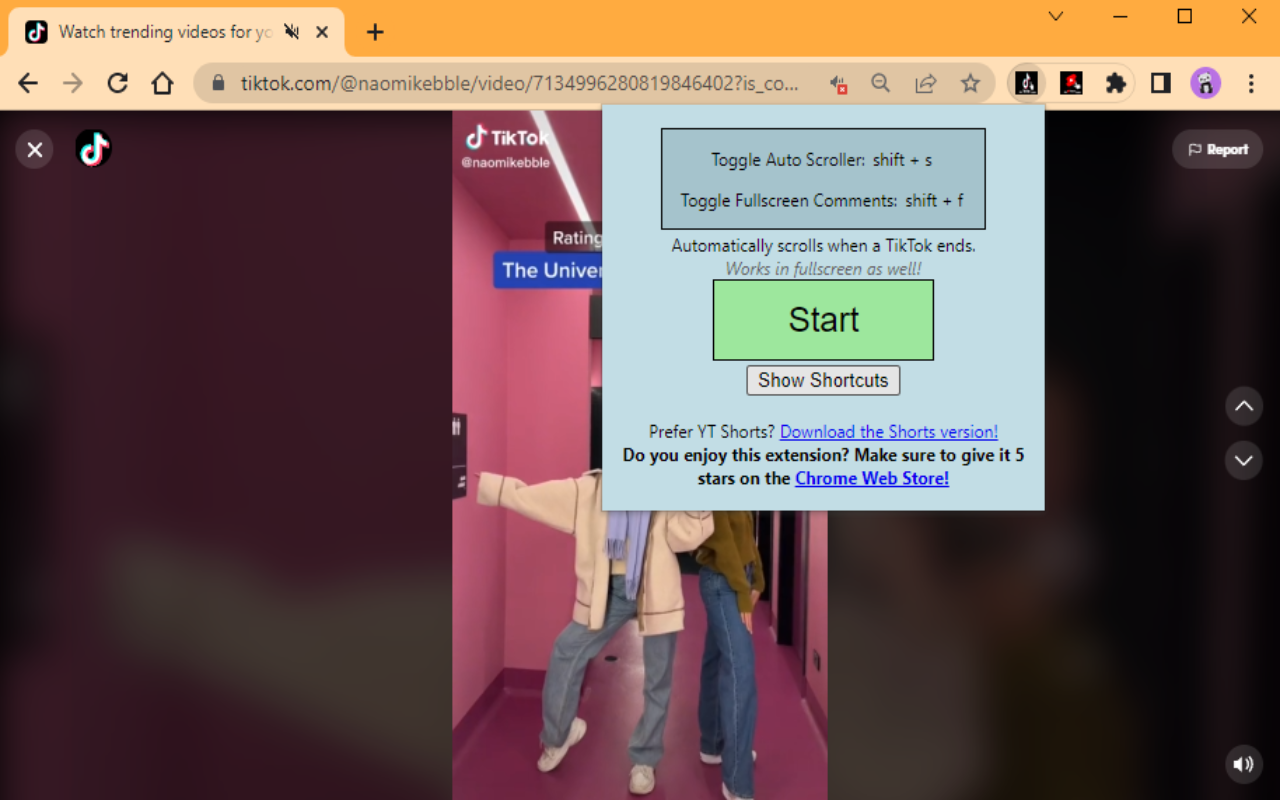 Watch trending videos for yo
tiktok.com/@naomikebble/video/7134996280819846402?is_co...
TikTok
@naomikebble
Report
Rating
The Univer
Toggle Auto Scroller: shift + s
Toggle Fullscreen Comments: shift + f
Automatically scrolls when a TikTok ends.
Works in fullscreen as well!
Start
Show Shortcuts
Prefer YT Shorts? Download the Shorts version!
Do you enjoy this extension? Make sure to give it 5
stars on the Chrome Web Store!